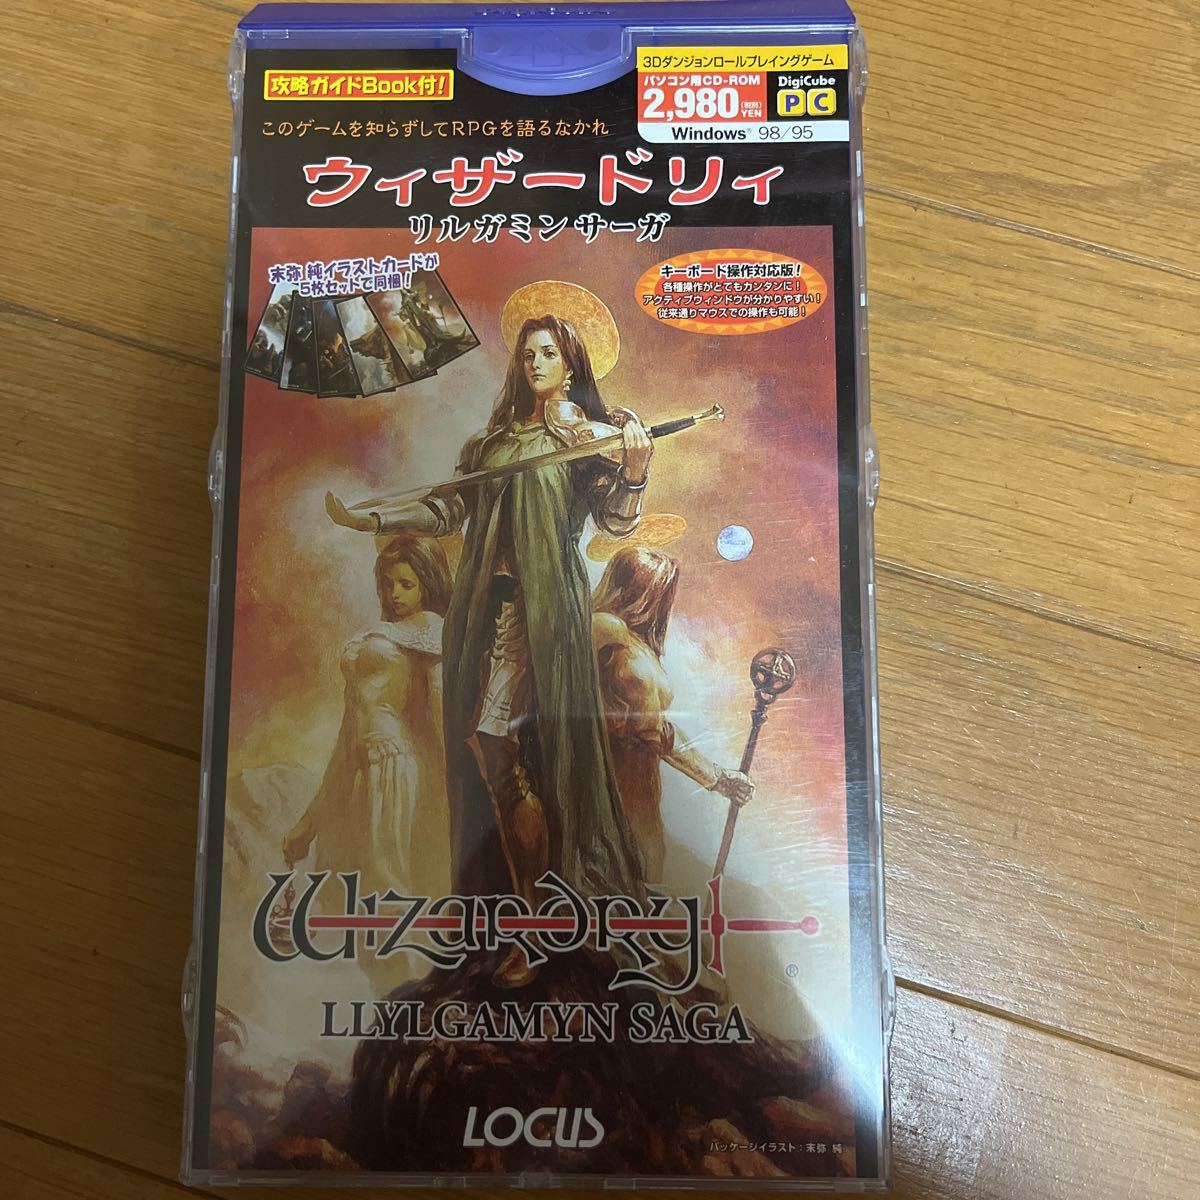 3Dダンジョンロールプレイングゲーム
攻略ガイドBook付!
パソコン用CD-ROM
2,980(税別)YEN
DigiCube
PC
Windows® 98/95
このゲームを知らずしてRPGを語るなかれ
ウィザードリィ
リルガミン サーガ
末弥 純イラストカードが
5枚セットで同梱!
キーボード操作対応版!
各種操作がとてもカンタンに!
アクティブウィンドウが分かりやすい!
従来通りマウスでの操作も可能!
Wizardry
®
LLYLGAMYN SAGA
LOCUS
パッケージイラスト:末弥 純